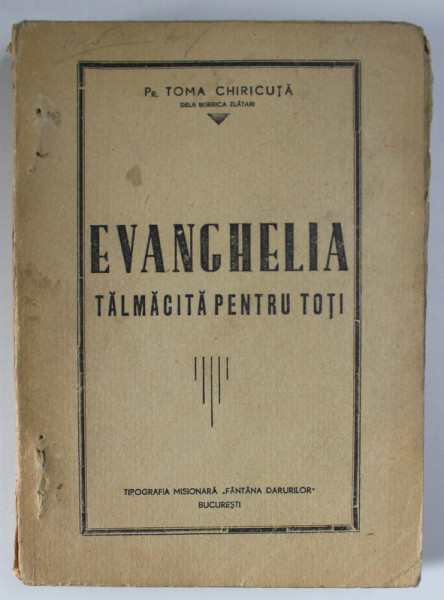 Pr. TOMA CHIRICUȚĂ
DELA BISERICA ZLĂTARI
EVANGHELIA
TĂLMĂCITĂ PENTRU TOȚI
TIPOGRAFIA MISIONARĂ „FÂNTÂNA DARURILOR"
BUCUREȘTI